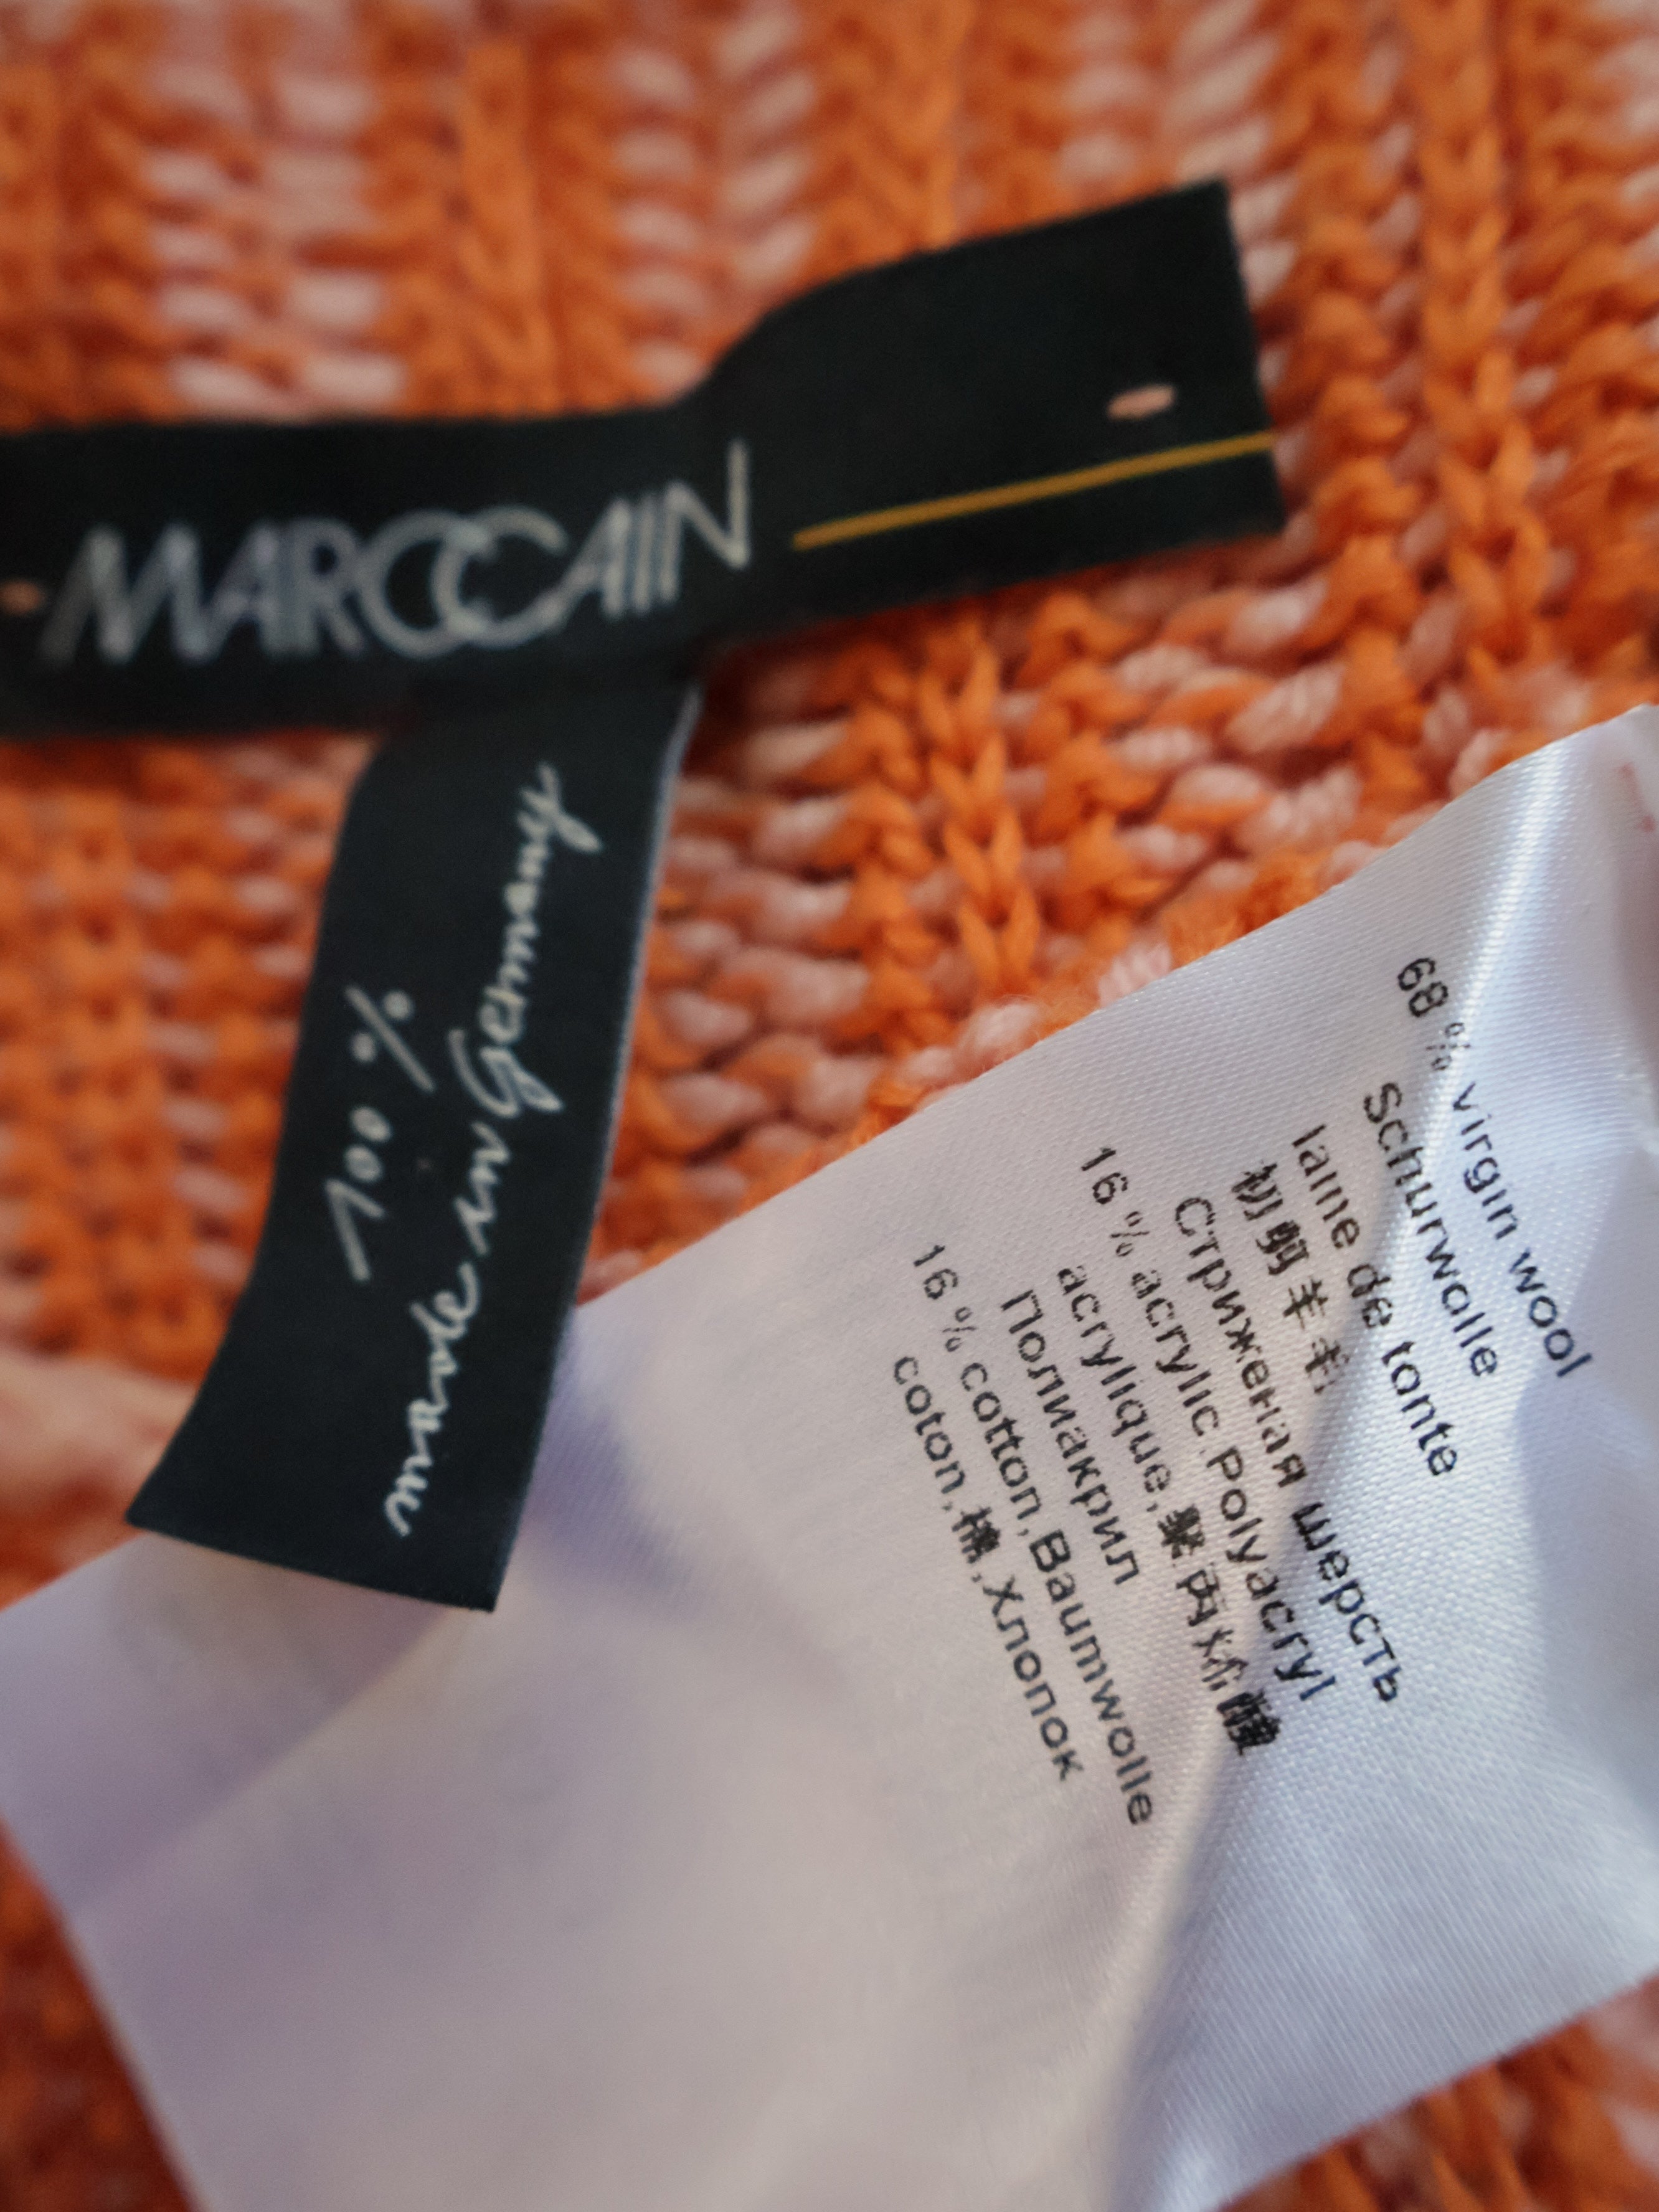 MARCCAIN
100 %
made in Germany
68 % virgin wool
Schurwolle
laine de tonte
初剪羊毛
Стриженая шерсть
16 % acrylic, Polyacryl
acrylique, 聚丙烯酸
Полиакрил
16 % cotton, Baumwolle
coton, 棉, Хлопок